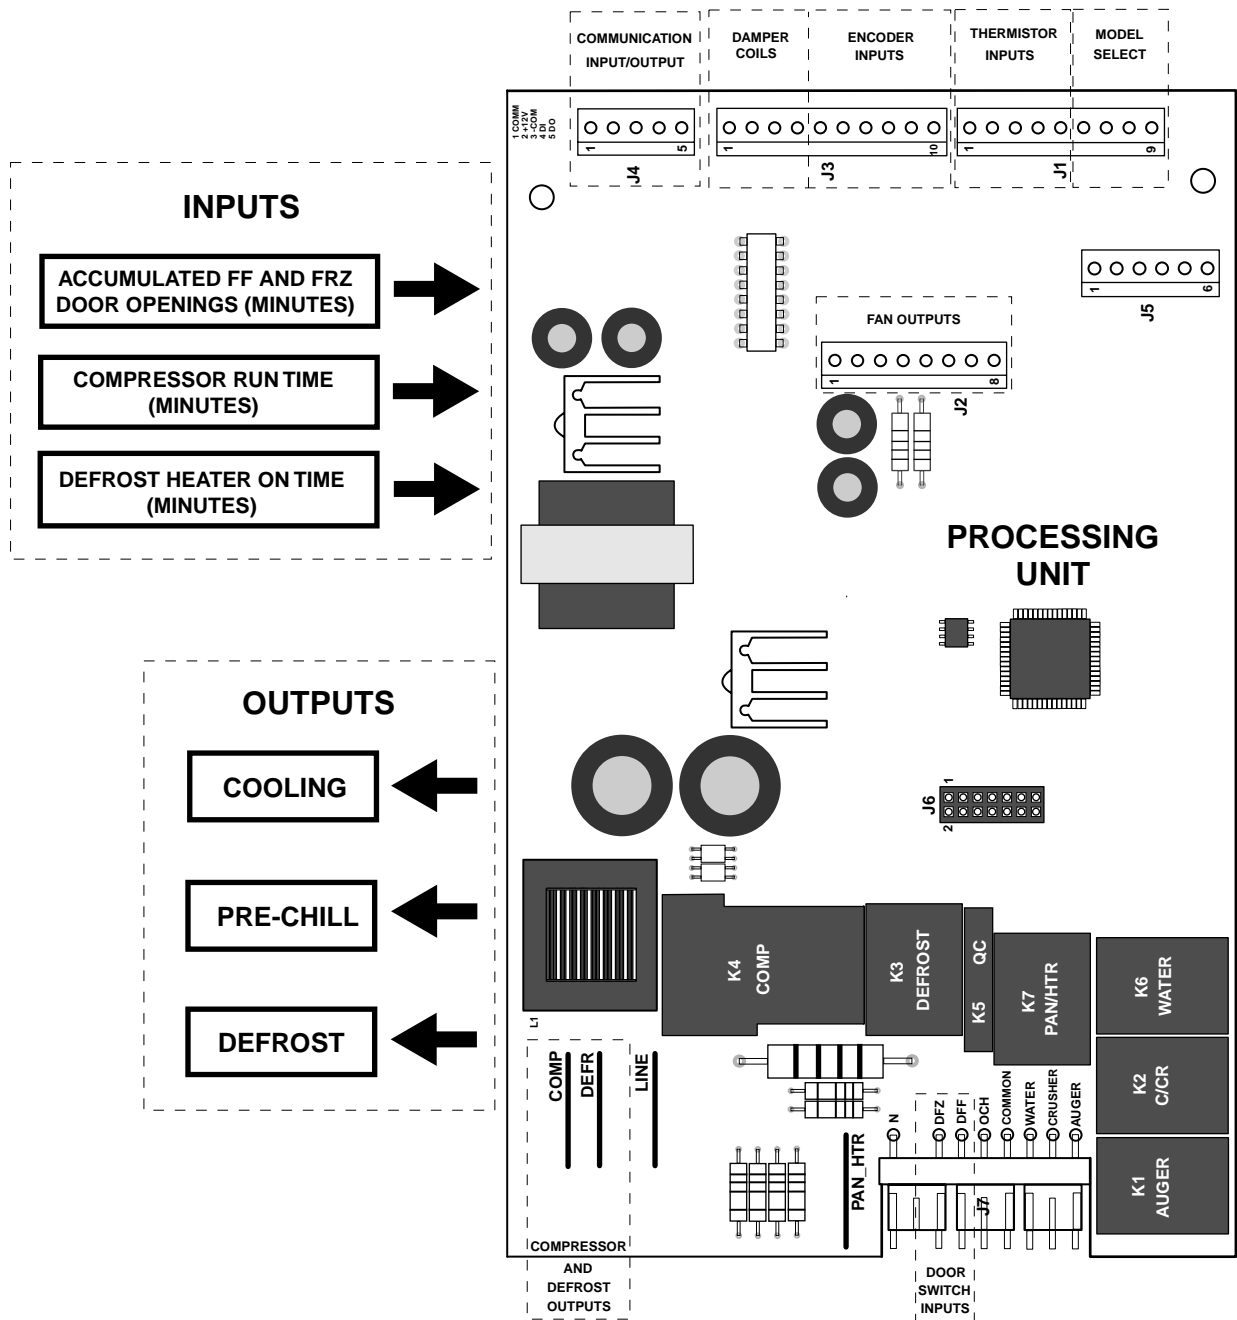 COMMUNICATION
INPUT/OUTPUT
DAMPER
COILS
ENCODER
INPUTS
THERMISTOR
INPUTS
MODEL
SELECT
1 COMM
2 +12V
3 -COM
4 DI
5 DO
1
5
J4
1
10
J3
1
9
J1
INPUTS
ACCUMULATED FF AND FRZ
DOOR OPENINGS (MINUTES)
COMPRESSOR RUN TIME
(MINUTES)
DEFROST HEATER ON TIME
(MINUTES)
1
6
J5
FAN OUTPUTS
1
8
J2
PROCESSING
UNIT
OUTPUTS
COOLING
PRE-CHILL
DEFROST
J6
1
2
L1
K4
COMP
K3
DEFROST
K5 QC
K7
PAN/HTR
K6
WATER
K2
C/CR
K1
AUGER
COMP
DEFR
LINE
PAN_HTR
N
DFZ
DFF
OCH
COMMON
WATER
CRUSHER
AUGER
J7
COMPRESSOR
AND
DEFROST
OUTPUTS
DOOR
SWITCH
INPUTS